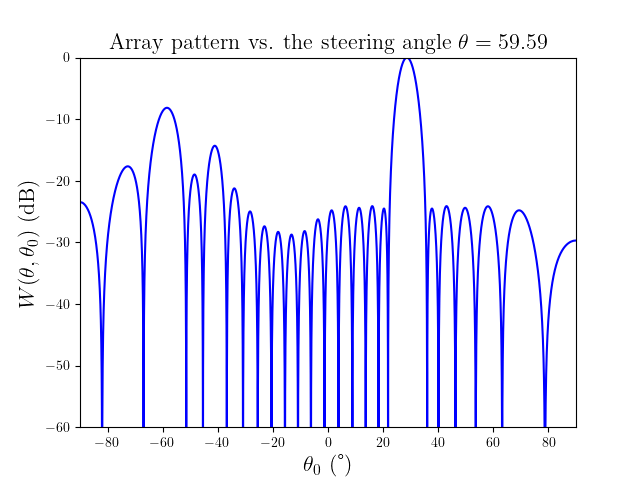 Array pattern vs. the steering angle θ = 59.59
W(θ, θ₀) (dB)
0
−10
−20
−30
−40
−50
−60
−80 −60 −40 −20 0 20 40 60 80
θ₀ (°)